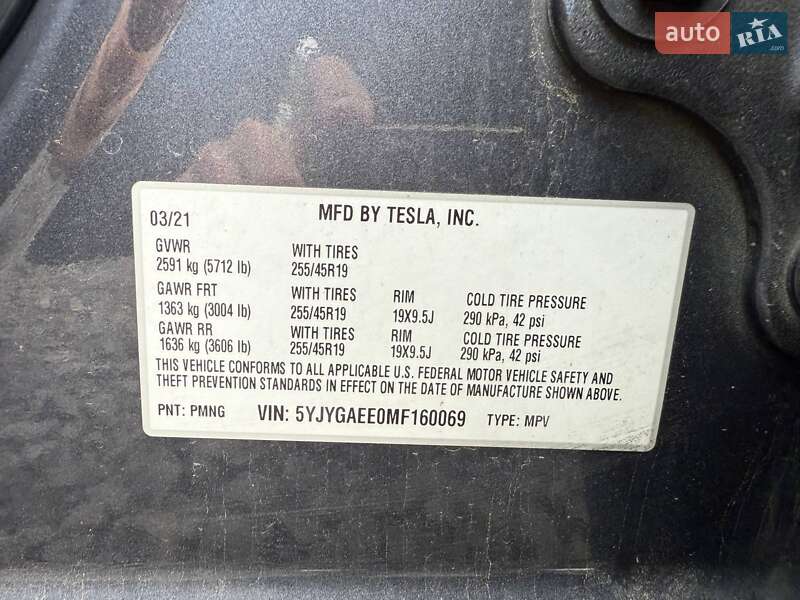 auto RIA .com
03/21 MFD BY TESLA, INC.
GVWR WITH TIRES
2591 kg (5712 lb) 255/45R19
GAWR FRT WITH TIRES RIM COLD TIRE PRESSURE
1363 kg (3004 lb) 255/45R19 19X9.5J 290 kPa, 42 psi
GAWR RR WITH TIRES RIM COLD TIRE PRESSURE
1636 kg (3606 lb) 255/45R19 19X9.5J 290 kPa, 42 psi
THIS VEHICLE CONFORMS TO ALL APPLICABLE U.S. FEDERAL MOTOR VEHICLE SAFETY AND
THEFT PREVENTION STANDARDS IN EFFECT ON THE DATE OF MANUFACTURE SHOWN ABOVE.
PNT: PMNG VIN: 5YJYGAEE0MF160069 TYPE: MPV